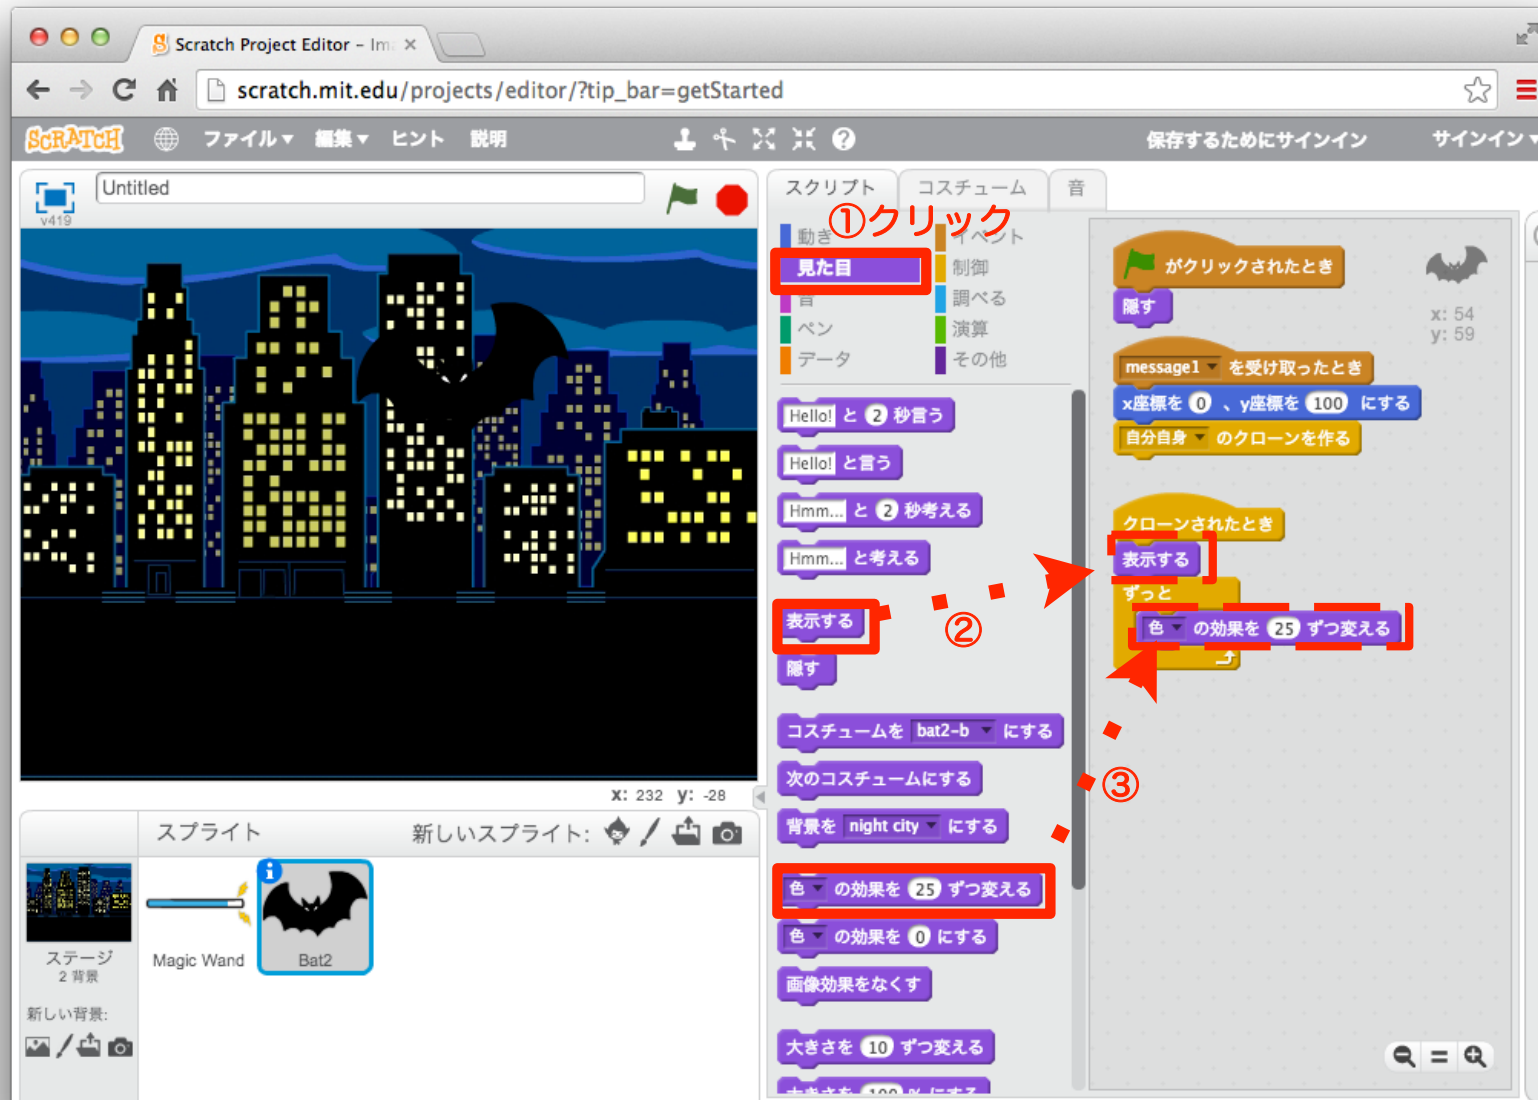 Scratch Project Editor – Im
scratch.mit.edu/projects/editor/?tip_bar=getStarted
SCRATCH ファイル 編集 ヒント 説明 保存するためにサインイン サインイン
Untitled
v419
スクリプト コスチューム 音
①クリック
動き イベント
見た目 制御
音 調べる
ペン 演算
データ その他
Hello! と 2 秒言う
Hello! と言う
Hmm... と 2 秒考える
Hmm... と考える
表示する
隠す
コスチュームを bat2-b にする
次のコスチュームにする
背景を night city にする
色 の効果を 25 ずつ変える
色 の効果を 0 にする
画像効果をなくす
大きさを 10 ずつ変える
大きさを 100 % にする
がクリックされたとき
隠す
message1 を受け取ったとき
x座標を 0 、y座標を 100 にする
自分自身 のクローンを作る
クローンされたとき
表示する
ずっと
色 の効果を 25 ずつ変える
②
③
x: 54
y: 59
x: 232 y: -28
スプライト 新しいスプライト:
ステージ
2 背景
新しい背景:
Magic Wand
Bat2